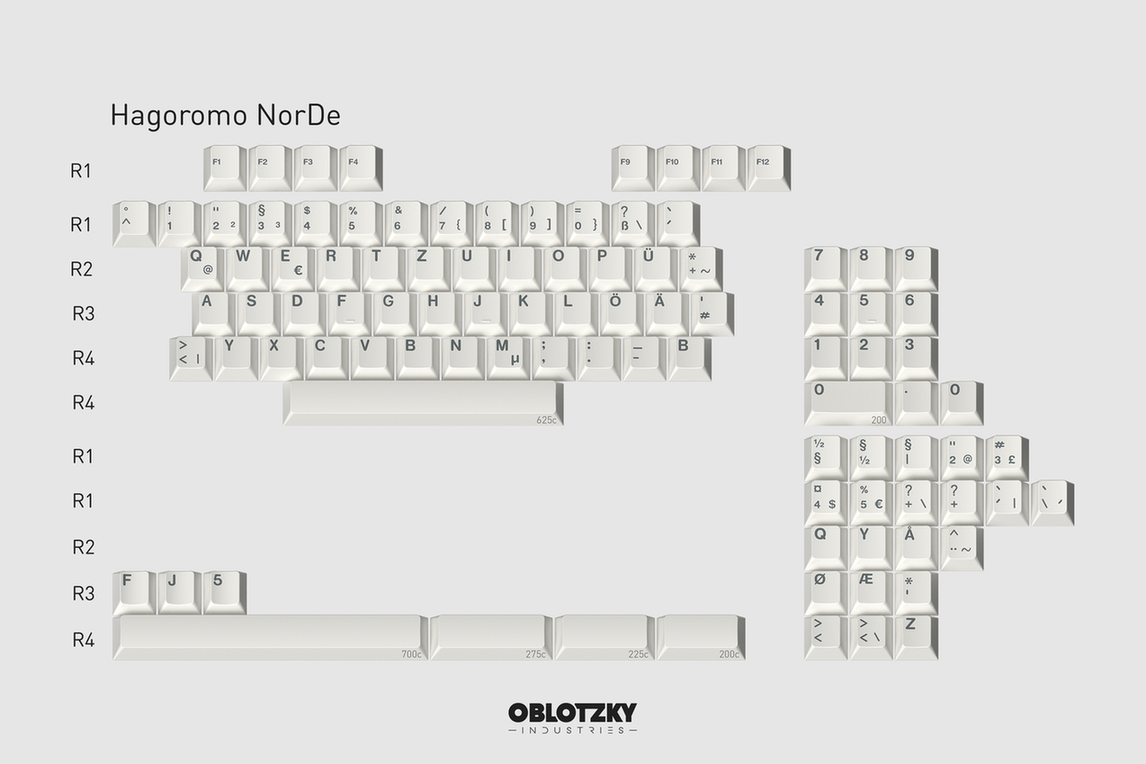 Hagoromo NorDe
R1 F1 F2 F3 F4 F9 F10 F11 F12
° ! " § $ % & / ( ) = ? `
R1 ^ 1 2 ² 3 ³ 4 5 6 7 { 8 [ 9 ] 0 } ß \ ´
R2 Q @ W E € R T Z U I O P Ü * + ~ 7 8 9
R3 A S D F G H J K L Ö Ä ' # 4 5 6
R4 > < | Y X C V B N M µ ; , : . _ - B 1 2 3
R4 625c 0 200 . 0
R1 ½ § § ½ § | " 2 @ # 3 £
R1 ¤ 4 $ % 5 € ? + \ ? + ` ´ | ` \ ´
R2 Q Y Å ^ ¨ ~
R3 F J 5 Ø Æ * '
R4 700c 275c 225c 200c > < > < \ Z
OBLOTZKY
INDUSTRIES